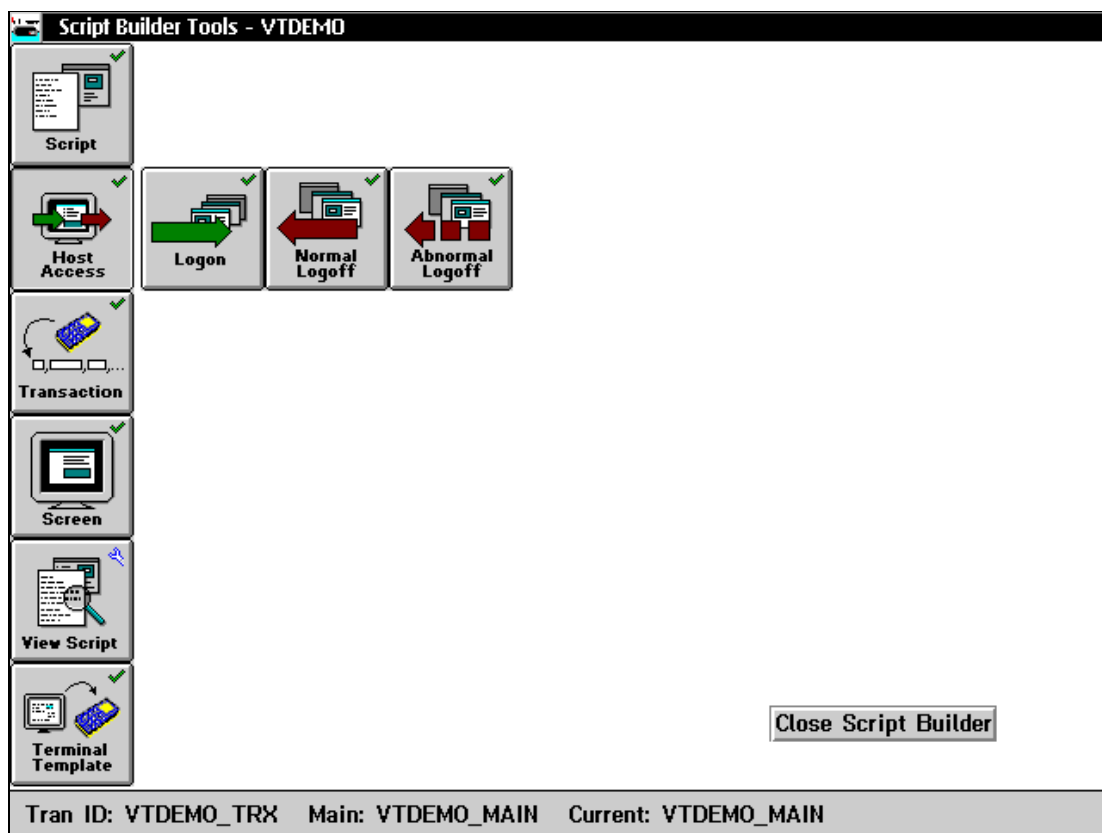 Script Builder Tools - VTDEMO
Script
Host
Access
Logon
Normal
Logoff
Abnormal
Logoff
Transaction
Screen
View Script
Terminal
Template
Close Script Builder
Tran ID: VTDEMO_TRX Main: VTDEMO_MAIN Current: VTDEMO_MAIN